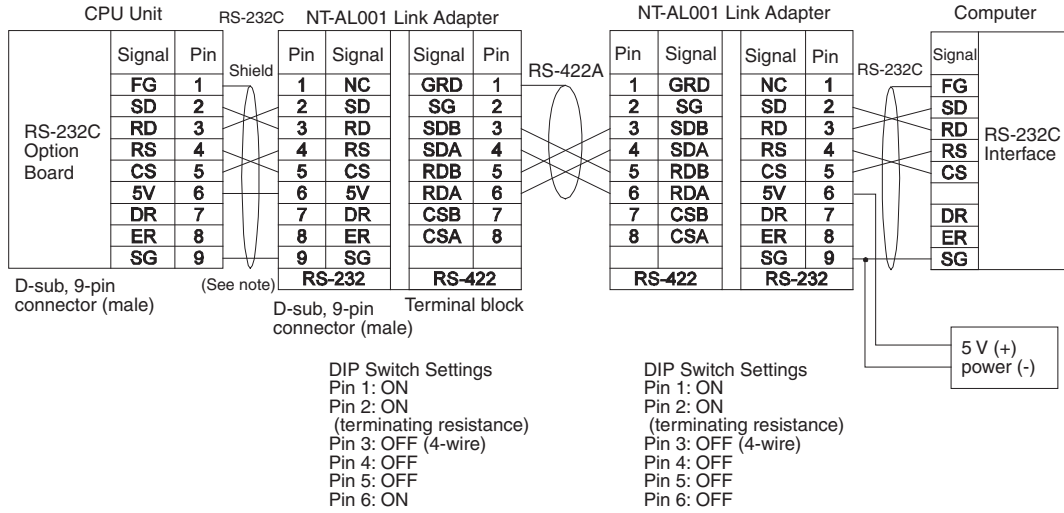 CPU Unit RS-232C NT-AL001 Link Adapter NT-AL001 Link Adapter Computer
Signal Pin Pin Signal Signal Pin Pin Signal Signal Pin Signal
Shield RS-422A RS-232C
FG 1 1 NC GRD 1 1 GRD NC 1 FG
SD 2 2 SD SG 2 2 SG SD 2 SD
RD 3 3 RD SDB 3 3 SDB RD 3 RD
RS 4 4 RS SDA 4 4 SDA RS 4 RS
CS 5 5 CS RDB 5 5 RDB CS 5 CS
5V 6 6 5V RDA 6 6 RDA 5V 6
DR 7 7 DR CSB 7 7 CSB DR 7 DR
ER 8 8 ER CSA 8 8 CSA ER 8 ER
SG 9 9 SG SG 9 SG
RS-232C
Option
Board
RS-232C
Interface
RS-232 RS-422 RS-422 RS-232
D-sub, 9-pin
connector (male)
(See note)
D-sub, 9-pin
connector (male)
Terminal block
5 V (+)
power (-)
DIP Switch Settings
Pin 1: ON
Pin 2: ON
(terminating resistance)
Pin 3: OFF (4-wire)
Pin 4: OFF
Pin 5: OFF
Pin 6: ON
DIP Switch Settings
Pin 1: ON
Pin 2: ON
(terminating resistance)
Pin 3: OFF (4-wire)
Pin 4: OFF
Pin 5: OFF
Pin 6: OFF